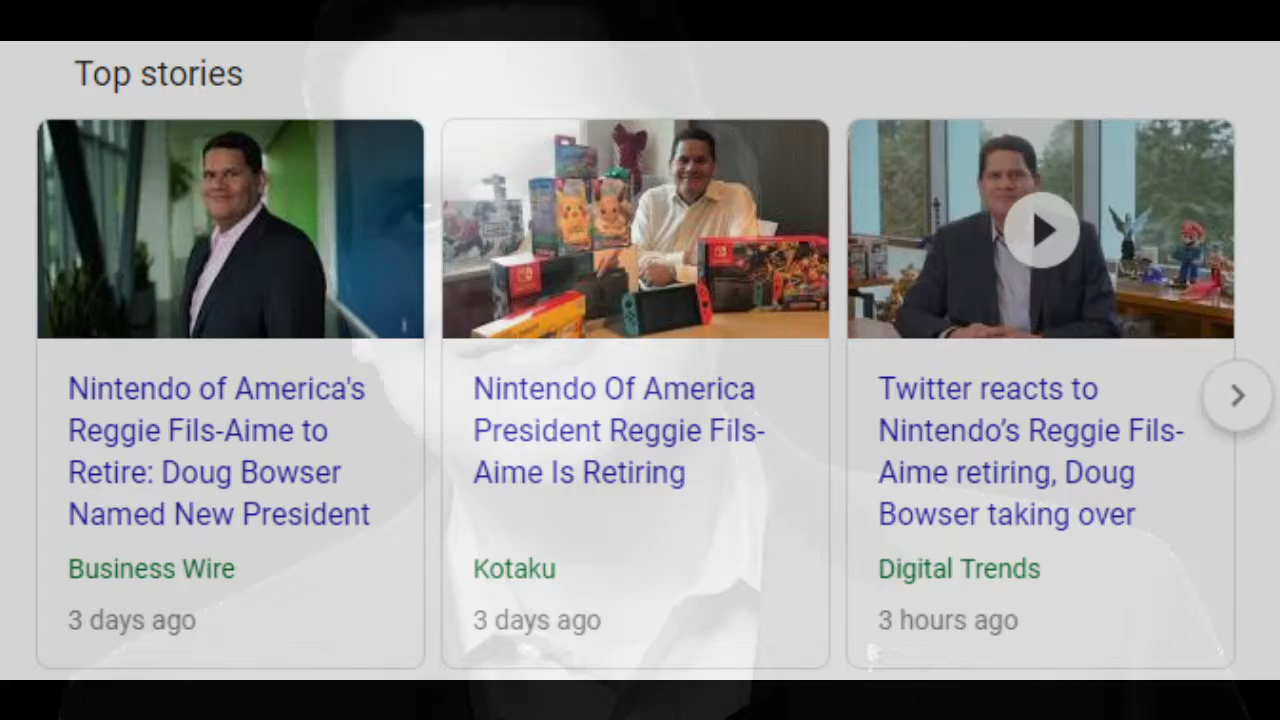 Top stories
Nintendo of America's
Reggie Fils-Aime to
Retire: Doug Bowser
Named New President
Business Wire
3 days ago
Nintendo Of America
President Reggie Fils-
Aime Is Retiring
Kotaku
3 days ago
Twitter reacts to
Nintendo’s Reggie Fils-
Aime retiring, Doug
Bowser taking over
Digital Trends
3 hours ago